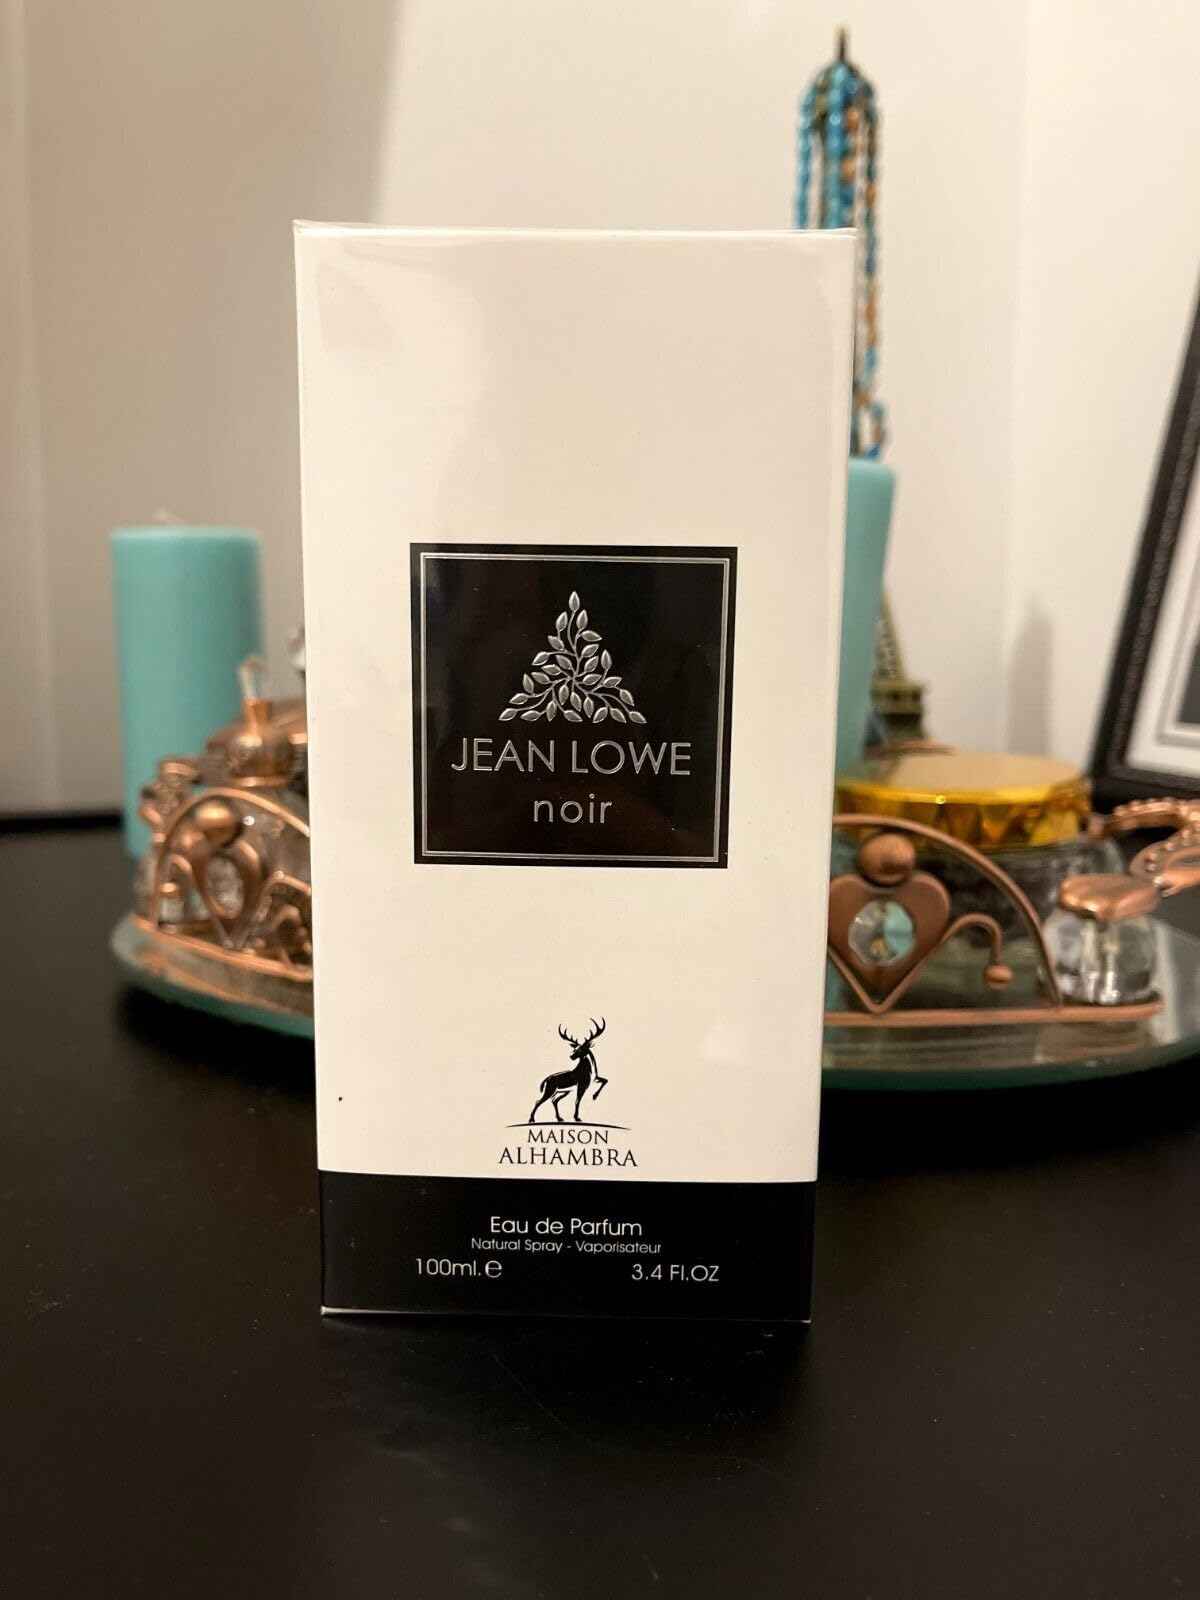 JEAN LOWE
noir
MAISON
ALHAMBRA
Eau de Parfum
Natural Spray - Vaporisateur
100ml.℮ 3.4 Fl.OZ